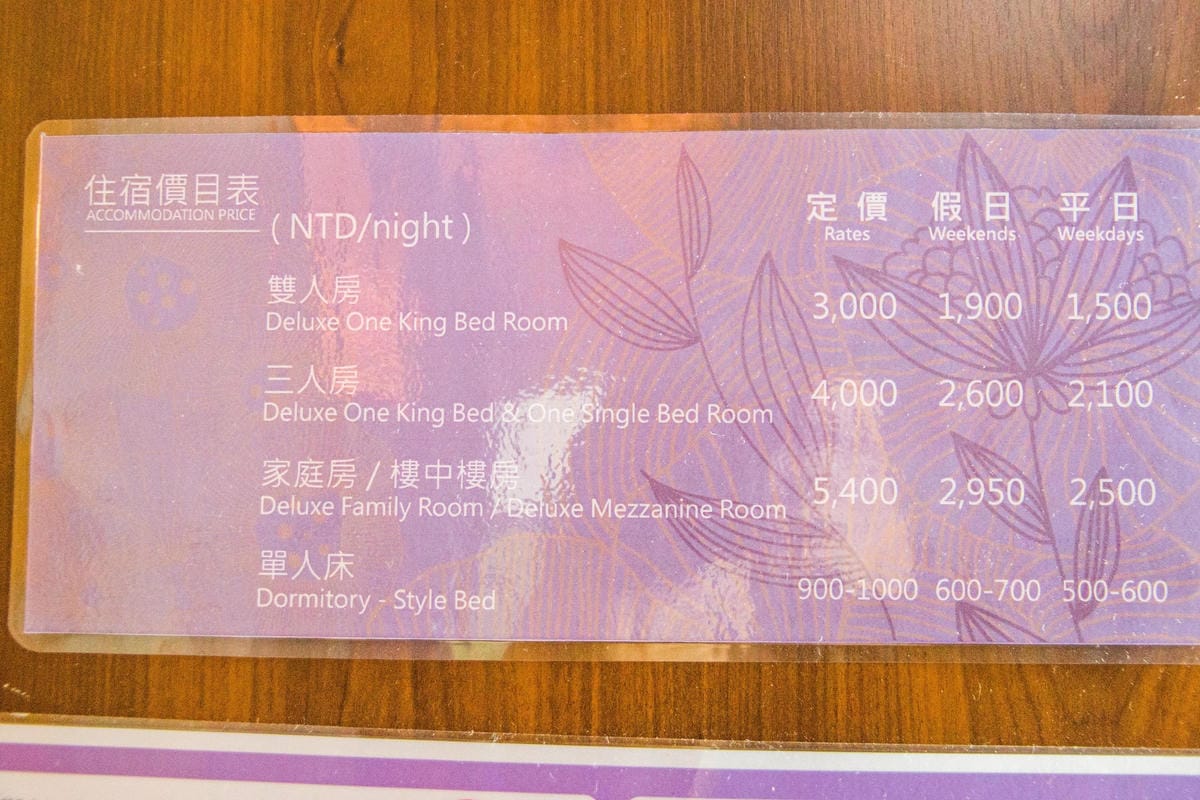 住宿價目表
ACCOMMODATION PRICE
( NTD/night )
定價 假日 平日
Rates Weekends Weekdays
雙人房
Deluxe One King Bed Room
3,000 1,900 1,500
三人房
Deluxe One King Bed & One Single Bed Room
4,000 2,600 2,100
家庭房 / 樓中樓房
Deluxe Family Room / Deluxe Mezzanine Room
5,400 2,950 2,500
單人床
Dormitory - Style Bed
900-1000 600-700 500-600